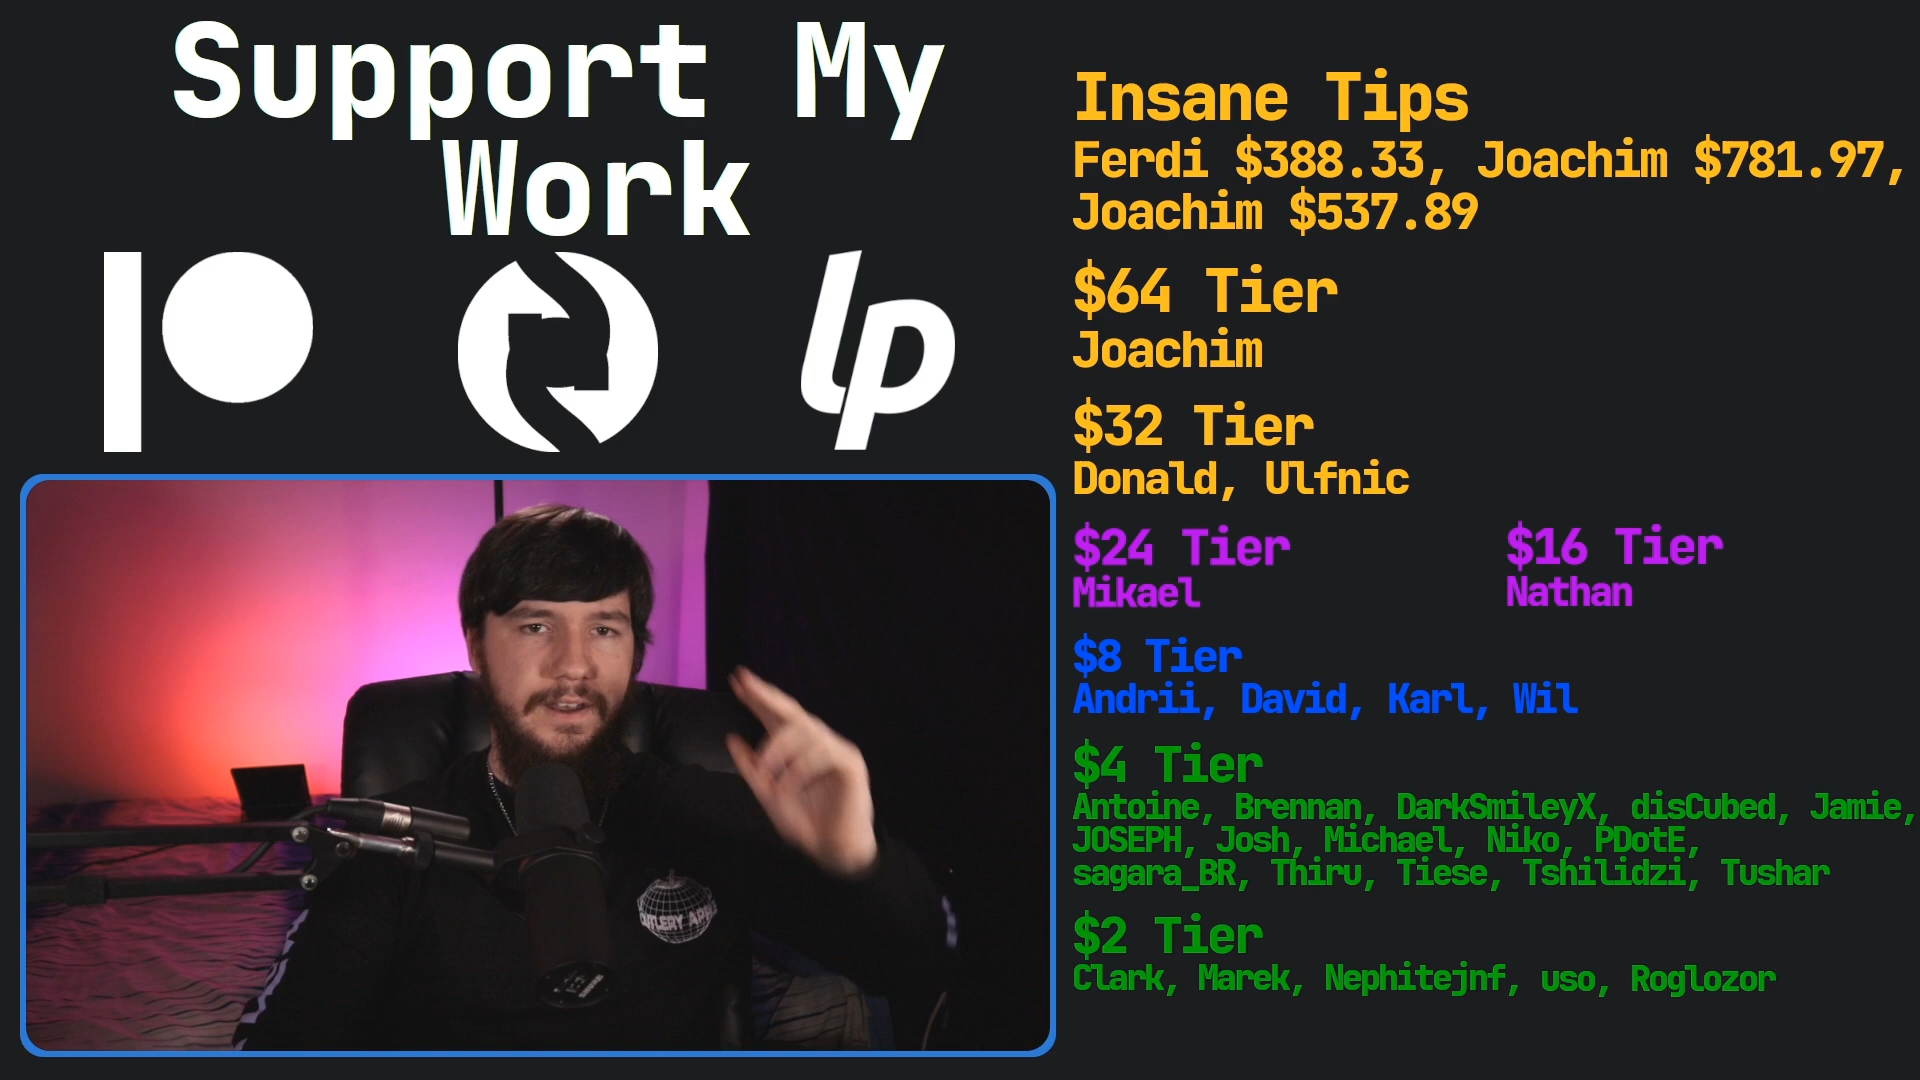 Support My
Work
lp
Insane Tips
Ferdi $388.33, Joachim $781.97,
Joachim $537.89
$64 Tier
Joachim
$32 Tier
Donald, Ulfnic
$24 Tier
Mikael
$16 Tier
Nathan
$8 Tier
Andrii, David, Karl, Wil
$4 Tier
Antoine, Brennan, DarkSmileyX, disCubed, Jamie,
JOSEPH, Josh, Michael, Niko, PDotE,
sagara_BR, Thiru, Tiese, Tshilidzi, Tushar
$2 Tier
Clark, Marek, Nephitejnf, uso, Roglozor